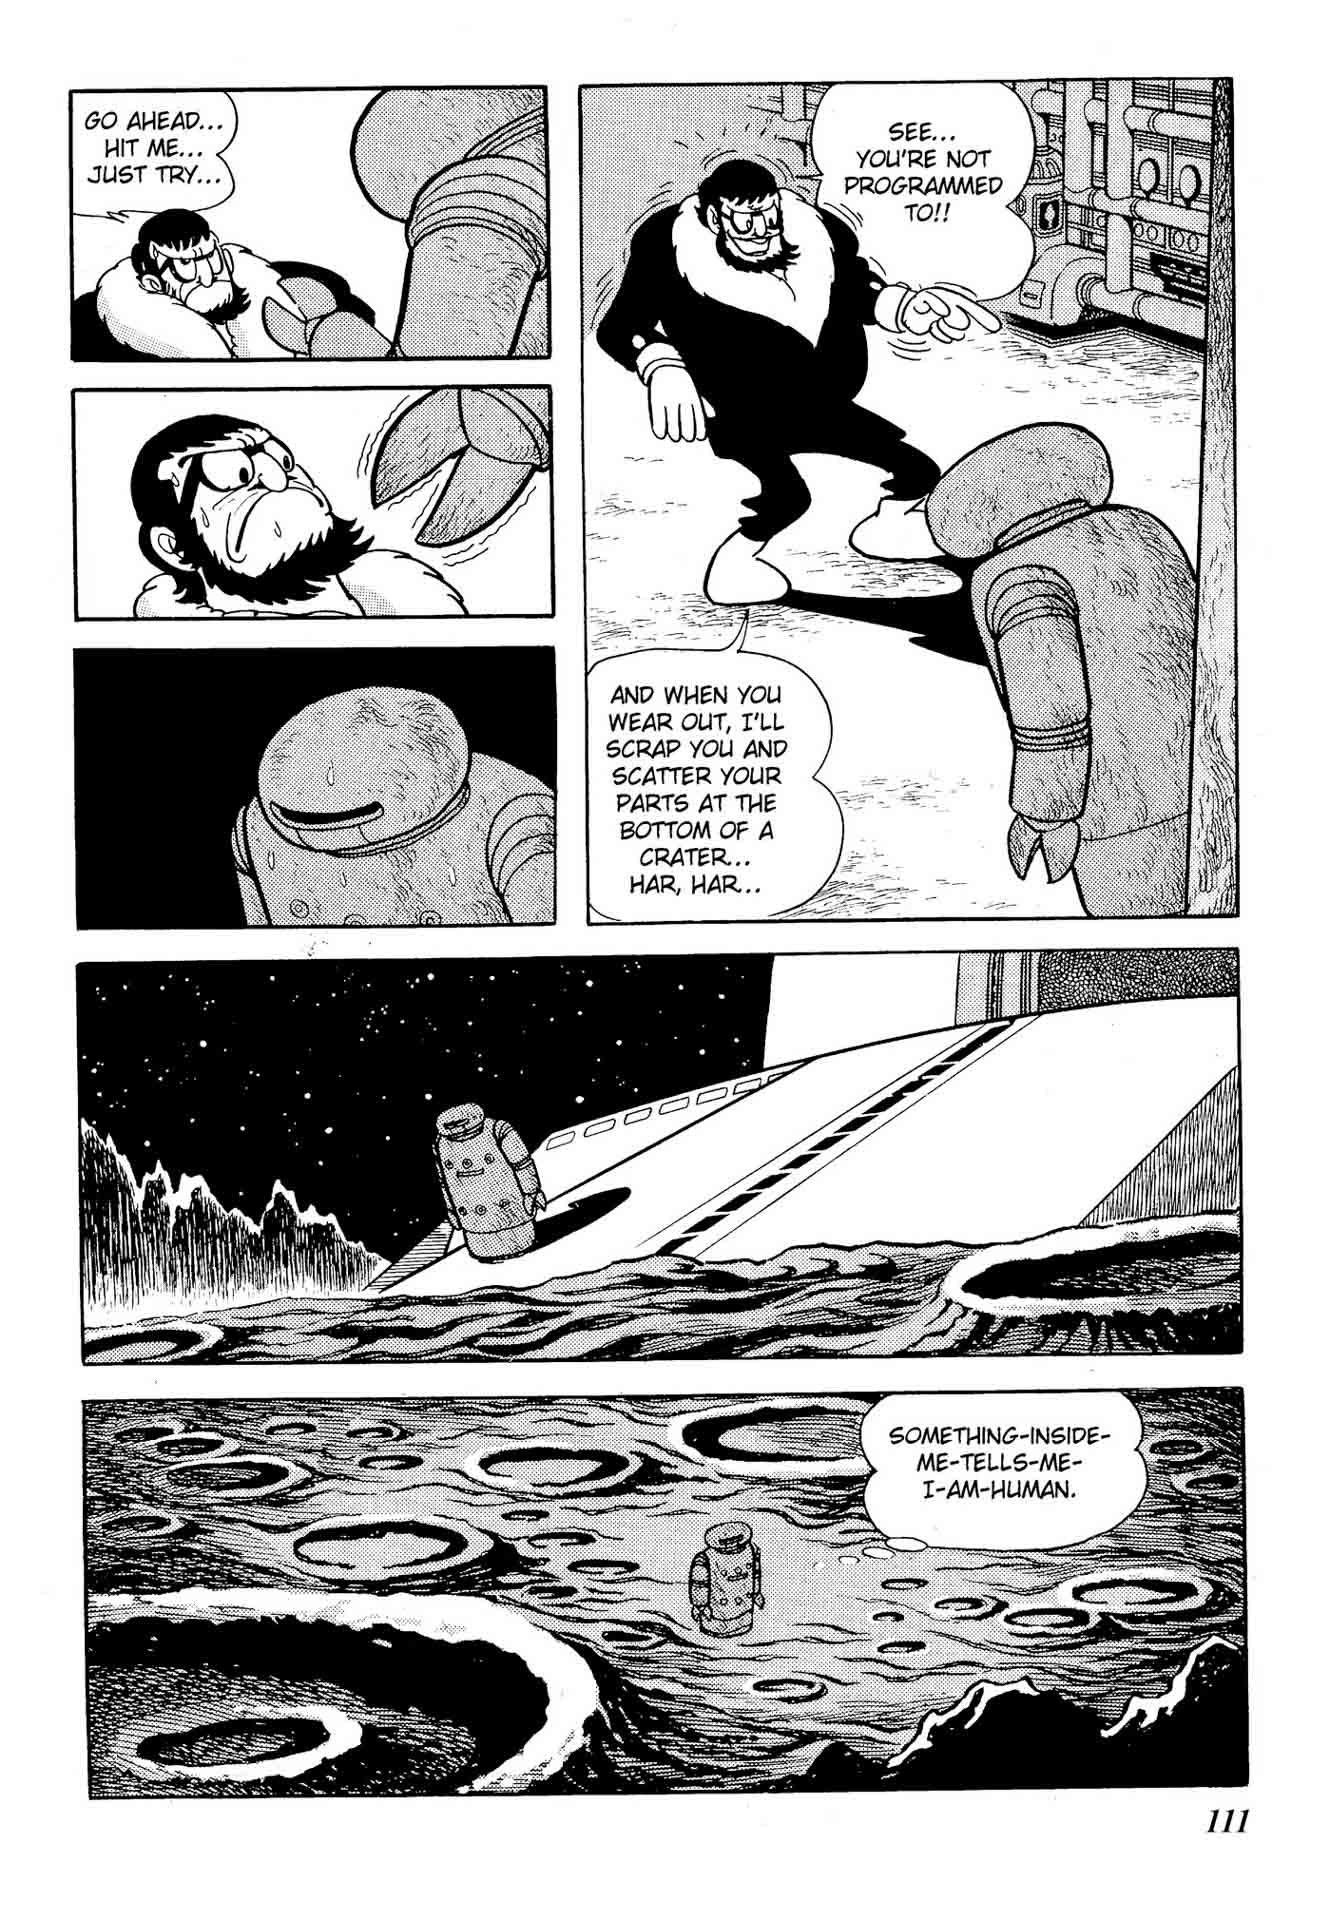 GO AHEAD...
HIT ME...
JUST TRY...
SEE...
YOU'RE NOT
PROGRAMMED
TO!!
AND WHEN YOU
WEAR OUT, I'LL
SCRAP YOU AND
SCATTER YOUR
PARTS AT THE
BOTTOM OF A
CRATER...
HAR, HAR...
SOMETHING-INSIDE-
ME-TELLS-ME-
I-AM-HUMAN.
111